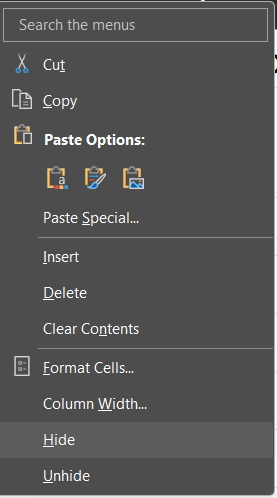 Search the menus
Cut
Copy
Paste Options:
Paste Special...
Insert
Delete
Clear Contents
Format Cells...
Column Width...
Hide
Unhide